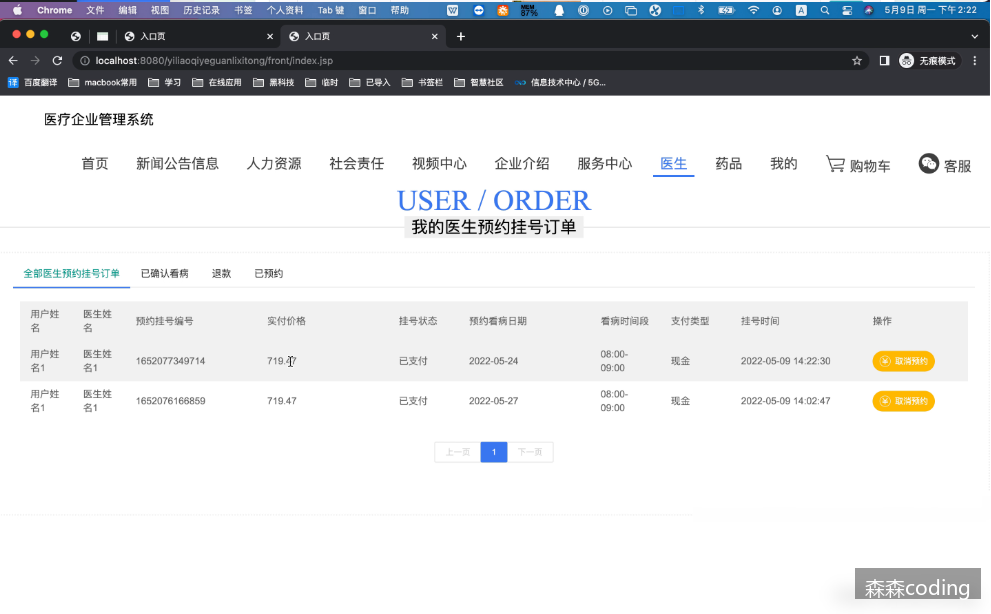 Chrome 文件 编辑 视图 历史记录 书签 个人资料 Tab 键 窗口 帮助 MEM 87% A 5月9日 周一 下午2:22
入口页 入口页
localhost:8080/yiliaoqiyeguanlixitong/front/index.jsp 无痕模式
译 百度翻译 macbook常用 学习 在线应用 黑科技 临时 已导入 书签栏 智慧社区 信息技术中心 / 5G...
医疗企业管理系统
首页 新闻公告信息 人力资源 社会责任 视频中心 企业介绍 服务中心 医生 药品 我的 购物车 客服
USER / ORDER
我的医生预约挂号订单
全部医生预约挂号订单 已确认看病 退款 已预约
用户姓名 医生姓名 预约挂号编号 实付价格 挂号状态 预约看病日期 看病时间段 支付类型 挂号时间 操作
用户姓名1 医生姓名1 1652077349714 719.47 已支付 2022-05-24 08:00-09:00 现金 2022-05-09 14:22:30 取消预约
用户姓名1 医生姓名1 1652076166859 719.47 已支付 2022-05-27 08:00-09:00 现金 2022-05-09 14:02:47 取消预约
上一页 1 下一页
森森coding